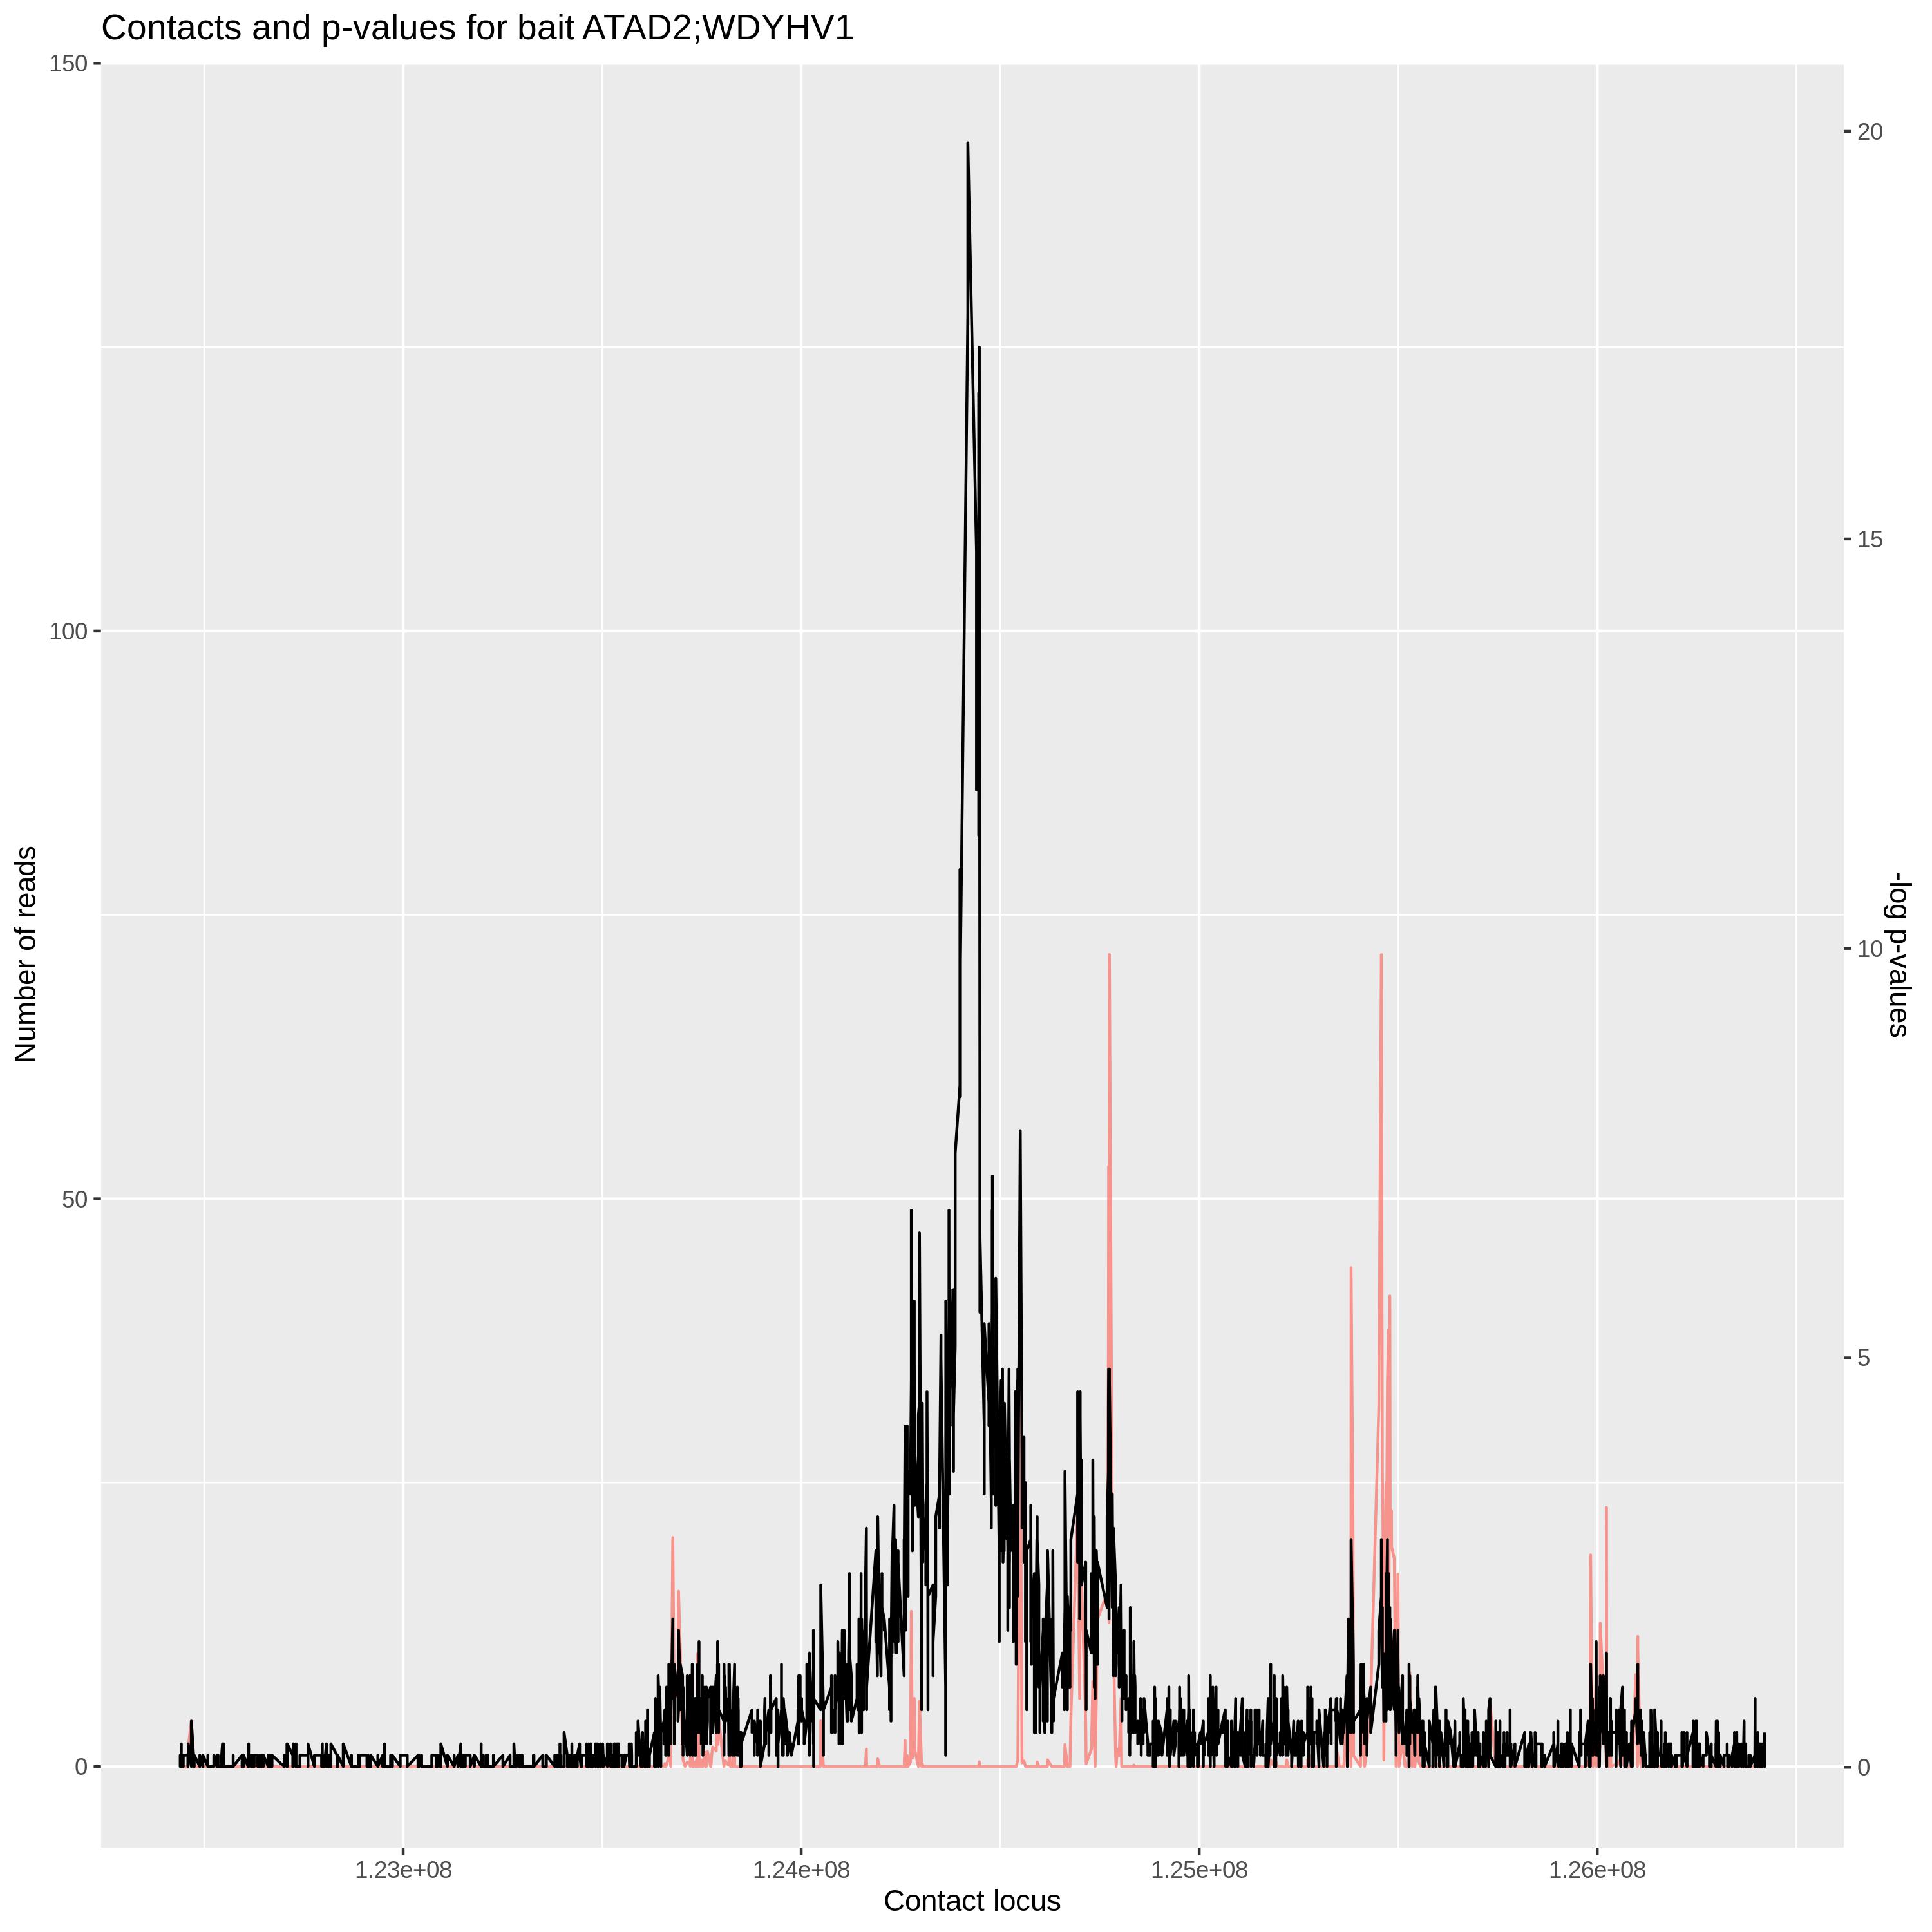 Contacts and p-values for bait ATAD2;WDYHV1
150
100
50
0
Number of reads
20
15
10
5
0
-log p-values
1.23e+08
1.24e+08
1.25e+08
1.26e+08
Contact locus